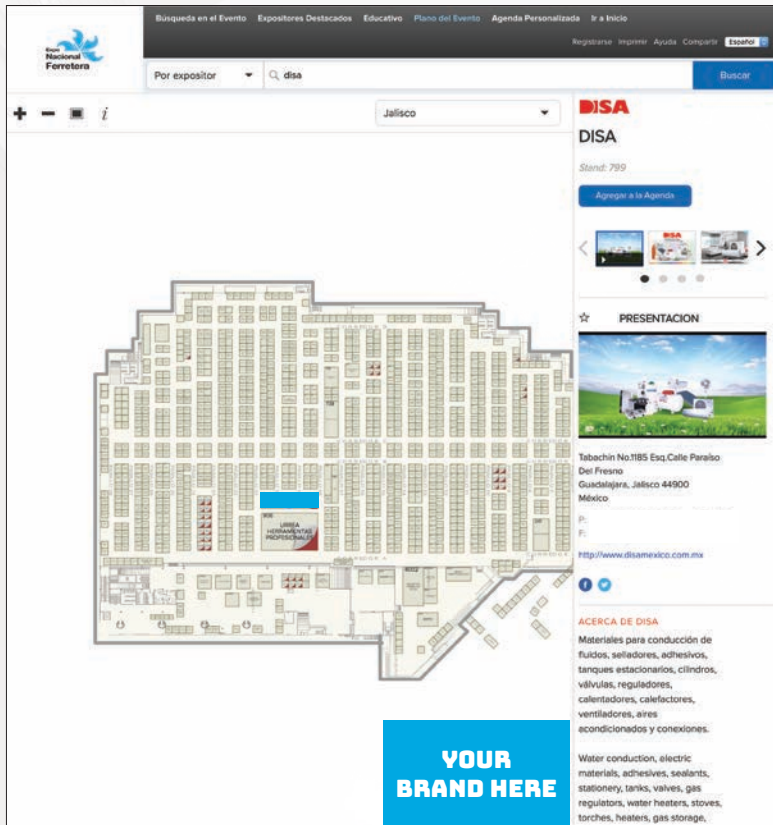 Búsqueda en el Evento Expositores Destacados Educativo Plano del Evento Agenda Personalizada Ir a Inicio
Registrarse Imprimir Ayuda Compartir Español
Expo
Nacional
Ferretera
Por expositor disa Buscar
Jalisco
DISA
DISA
Stand: 799
Agregar a la Agenda
DISA
PRESENTACION
Tabachin No.1185 Esq.Calle Paraiso
Del Fresno
Guadalajara, Jalisco 44900
México
P:
F:
http://www.disamexico.com.mx
URREA
HERRAMIENTAS
PROFESIONALES
ACERCA DE DISA
Materiales para conducción de
fluidos, selladores, adhesivos,
tanques estacionarios, cilindros,
válvulas, reguladores,
calentadores, calefactores,
ventiladores, aires
acondicionados y conexiones.
Water conduction, electric
materials, adhesives, sealants,
stationery, tanks, valves, gas
regulators, water heaters, stoves,
torches, heaters, gas storage,
YOUR
BRAND HERE